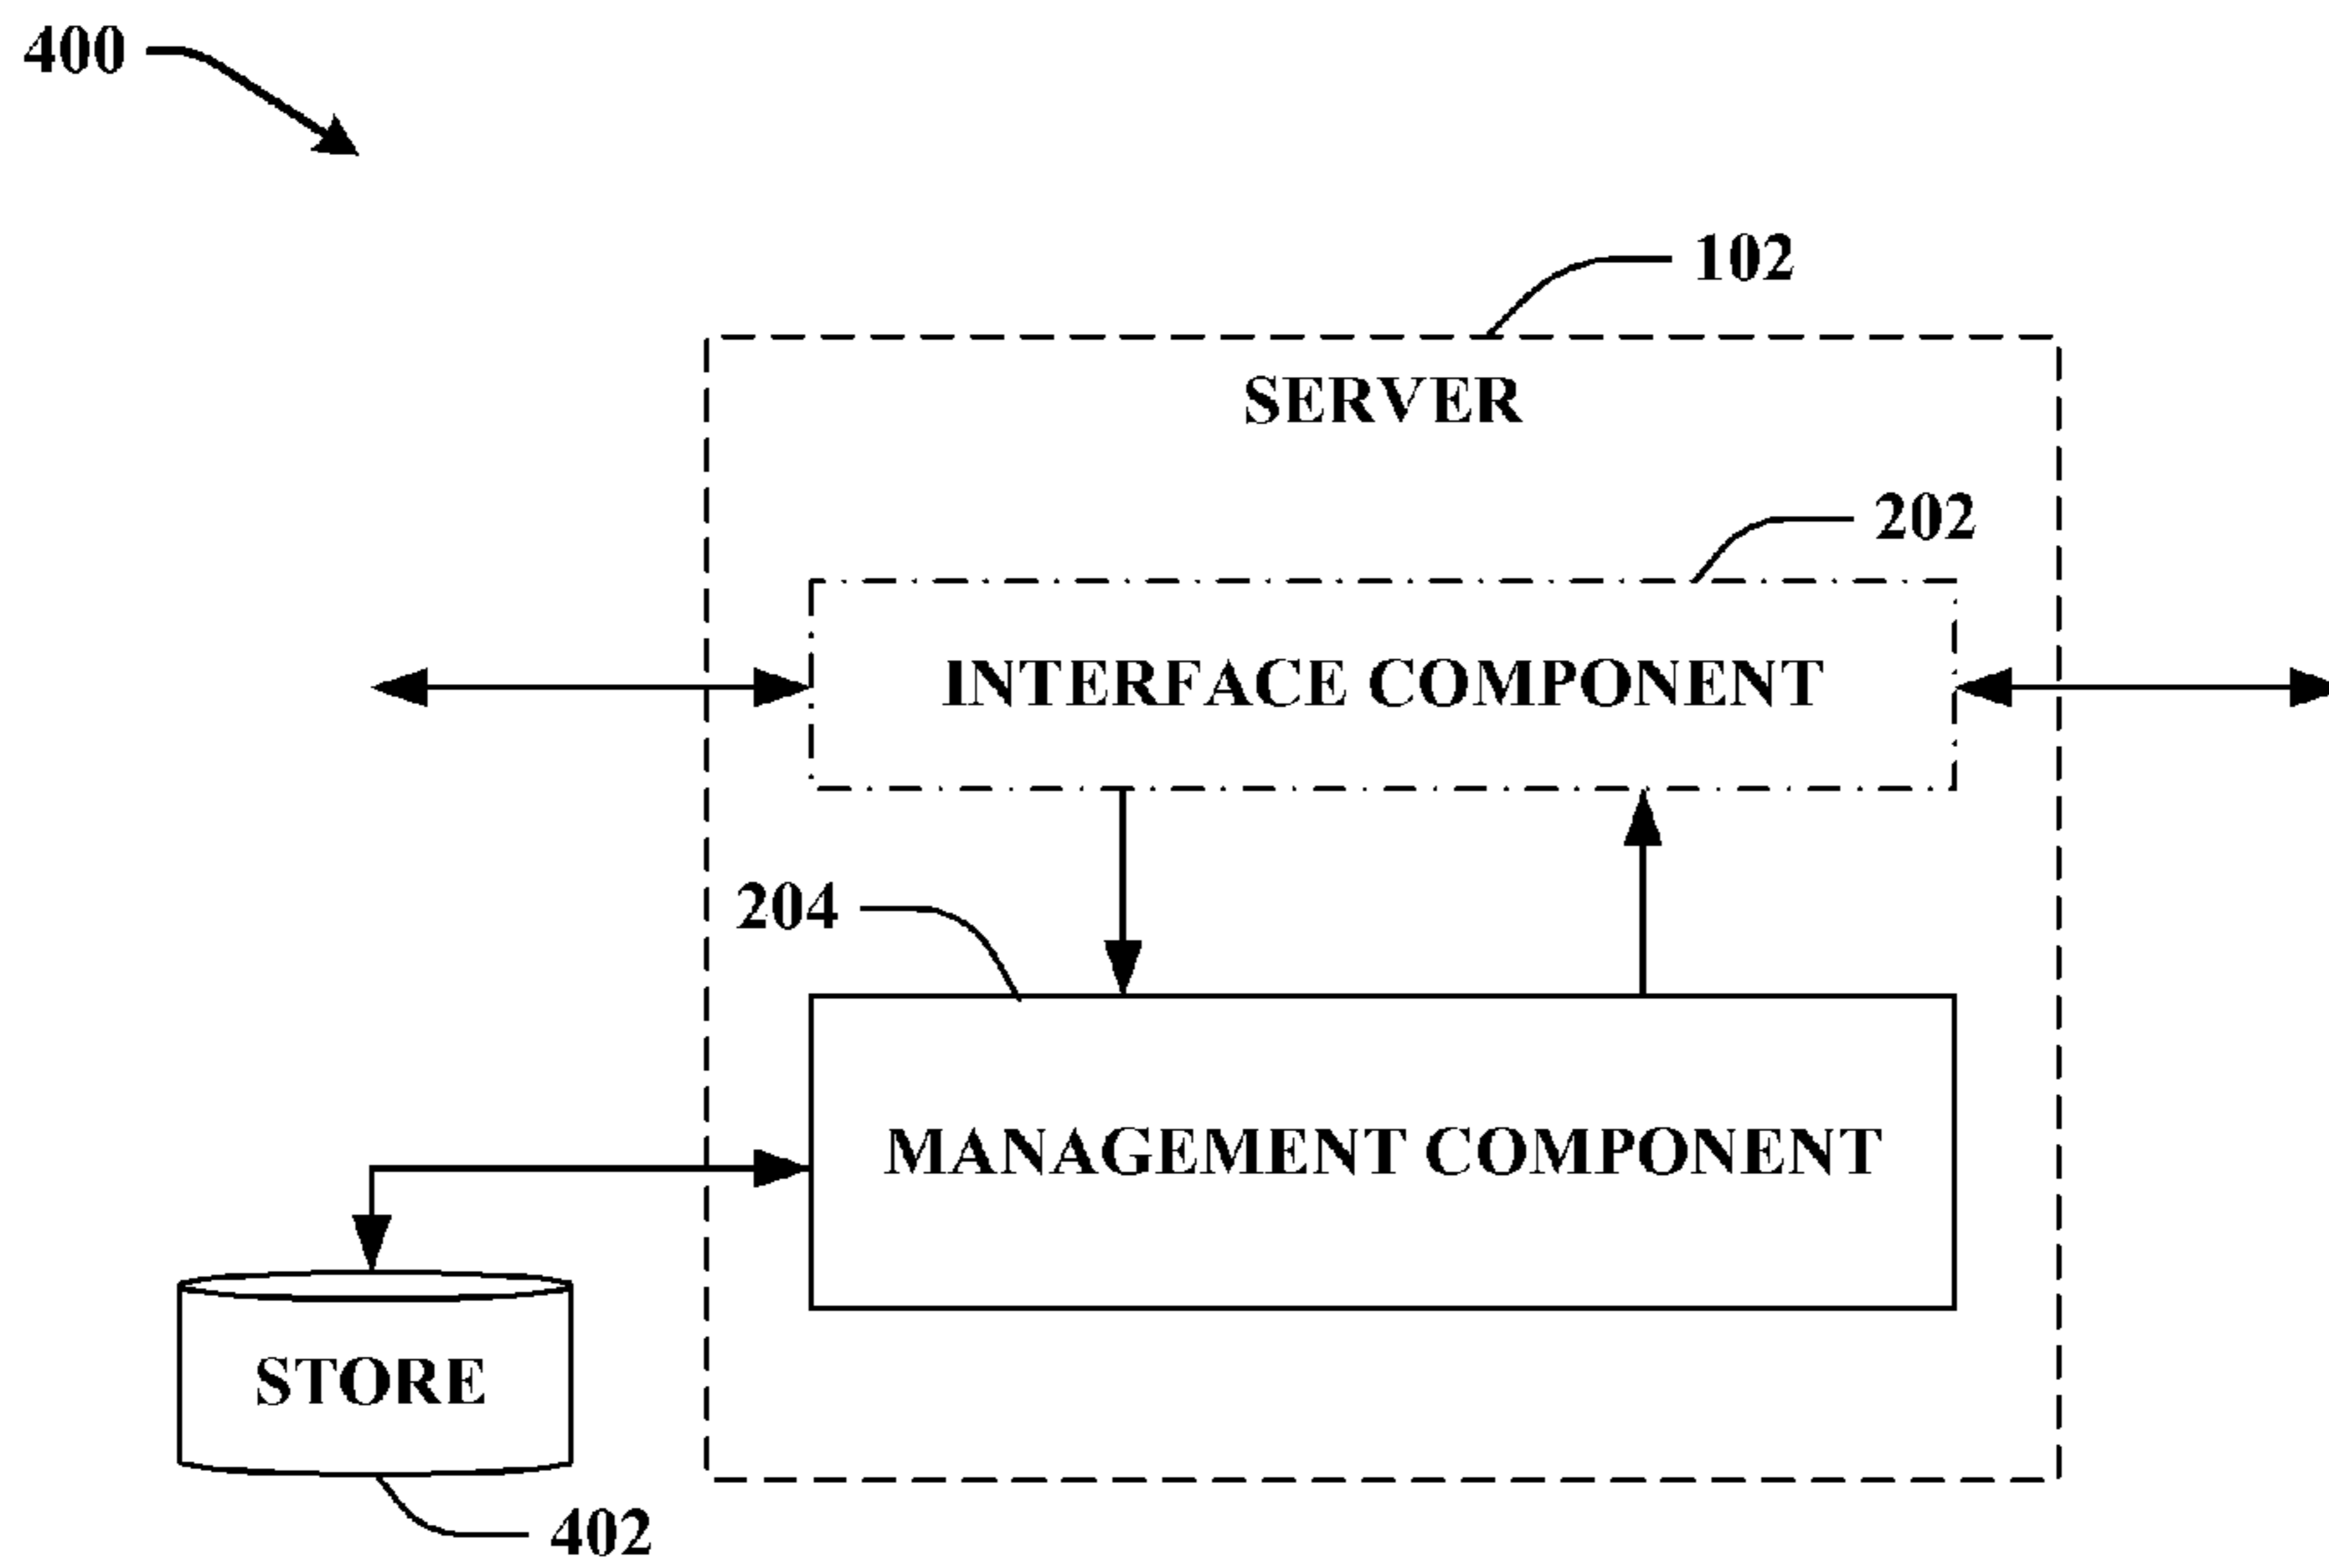 400
102
SERVER
202
INTERFACE COMPONENT
204
MANAGEMENT COMPONENT
STORE
402